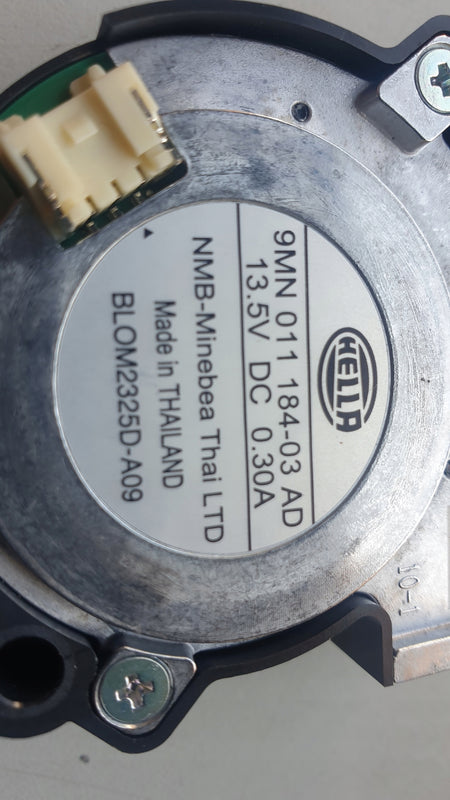 HELLA
9MN 011 184-03 AD
13.5V DC 0.30A
NMB-Minebea Thai LTD
Made in THAILAND
BLOM2325D-A09
10-1